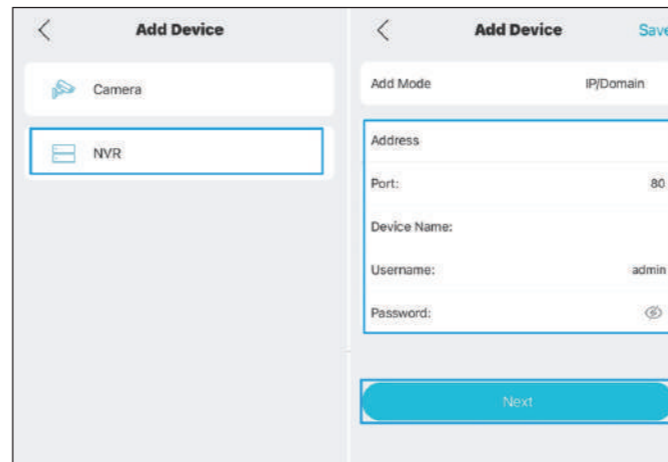 Add Device
Camera
NVR
Add Device Save
Add Mode IP/Domain
Address
Port: 80
Device Name:
Username: admin
Password:
Next